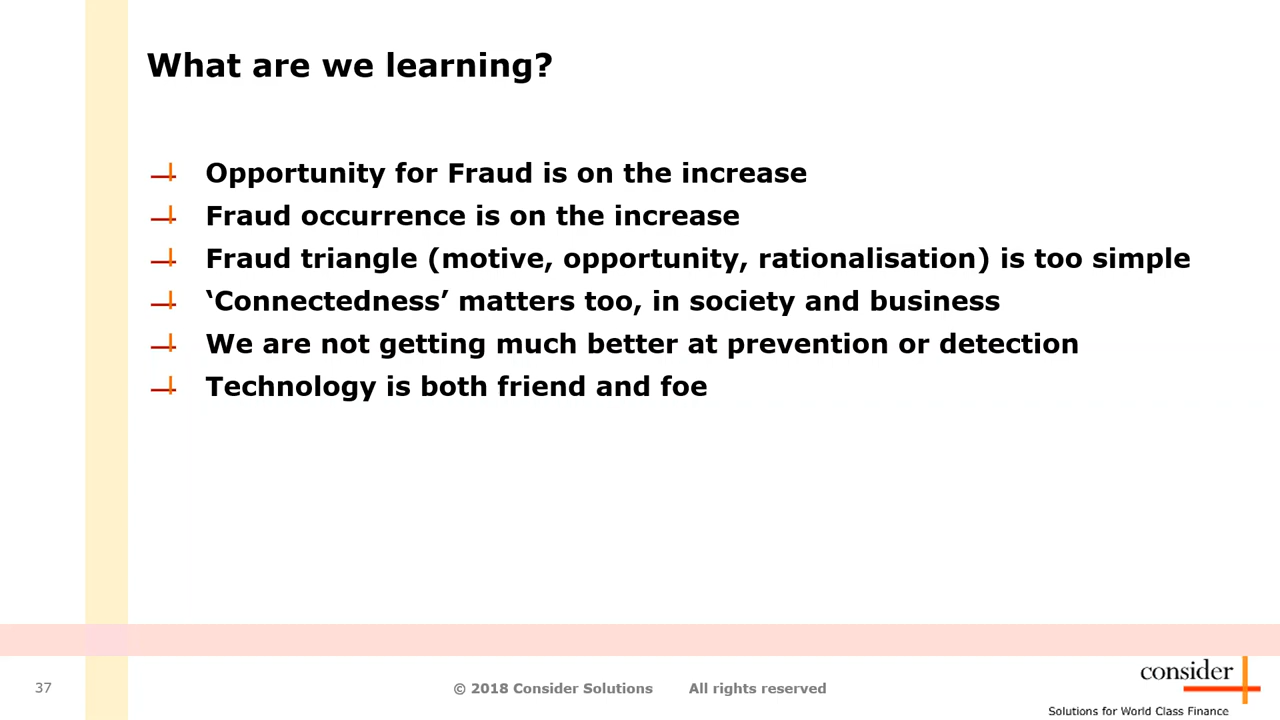 What are we learning?
Opportunity for Fraud is on the increase
Fraud occurrence is on the increase
Fraud triangle (motive, opportunity, rationalisation) is too simple
‘Connectedness’ matters too, in society and business
We are not getting much better at prevention or detection
Technology is both friend and foe
37
© 2018 Consider Solutions All rights reserved
consider
Solutions for World Class Finance